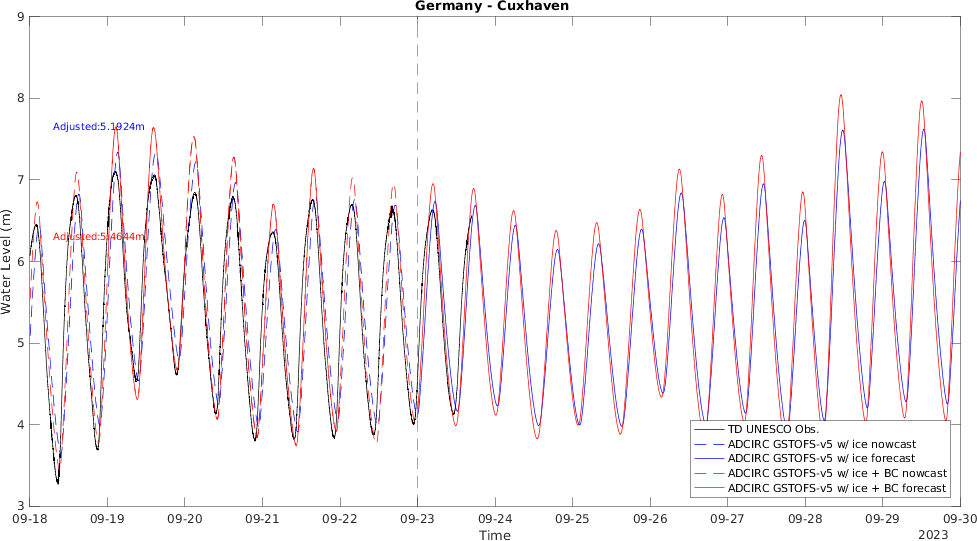 Germany - Cuxhaven
9
8
7
6
5
4
3
Water Level (m)
Adjusted:5.1924m
Adjusted:5.4644m
TD UNESCO Obs.
ADCIRC GSTOFS-v5 w/ ice nowcast
ADCIRC GSTOFS-v5 w/ ice forecast
ADCIRC GSTOFS-v5 w/ ice + BC nowcast
ADCIRC GSTOFS-v5 w/ ice + BC forecast
09-18 09-19 09-20 09-21 09-22 09-23 09-24 09-25 09-26 09-27 09-28 09-29 09-30
Time
2023